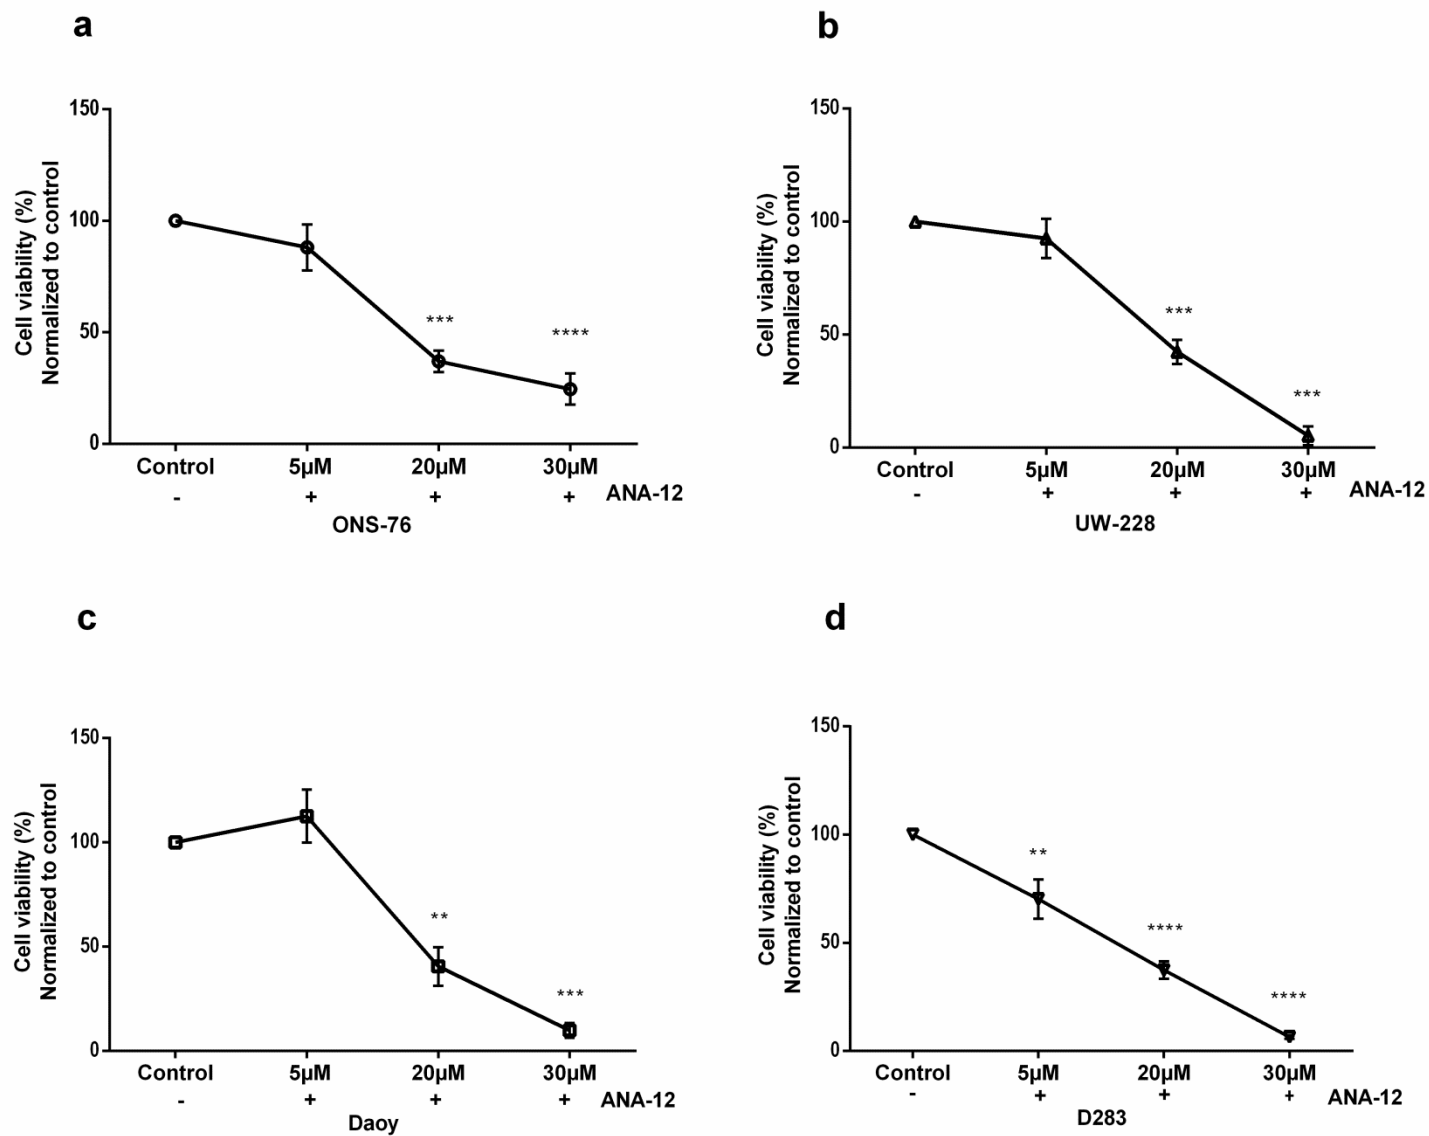 a
150
100
50
0
Cell viability (%)
Normalized to control
***
****
Control 5µM 20µM 30µM
- + + + ANA-12
ONS-76
b
150
100
50
0
Cell viability (%)
Normalized to control
***
***
Control 5µM 20µM 30µM
- + + + ANA-12
UW-228
c
150
100
50
0
Cell viability (%)
Normalized to control
**
***
Control 5µM 20µM 30µM
- + + + ANA-12
Daoy
d
150
100
50
0
Cell viability (%)
Normalized to control
**
****
****
Control 5µM 20µM 30µM
- + + + ANA-12
D283